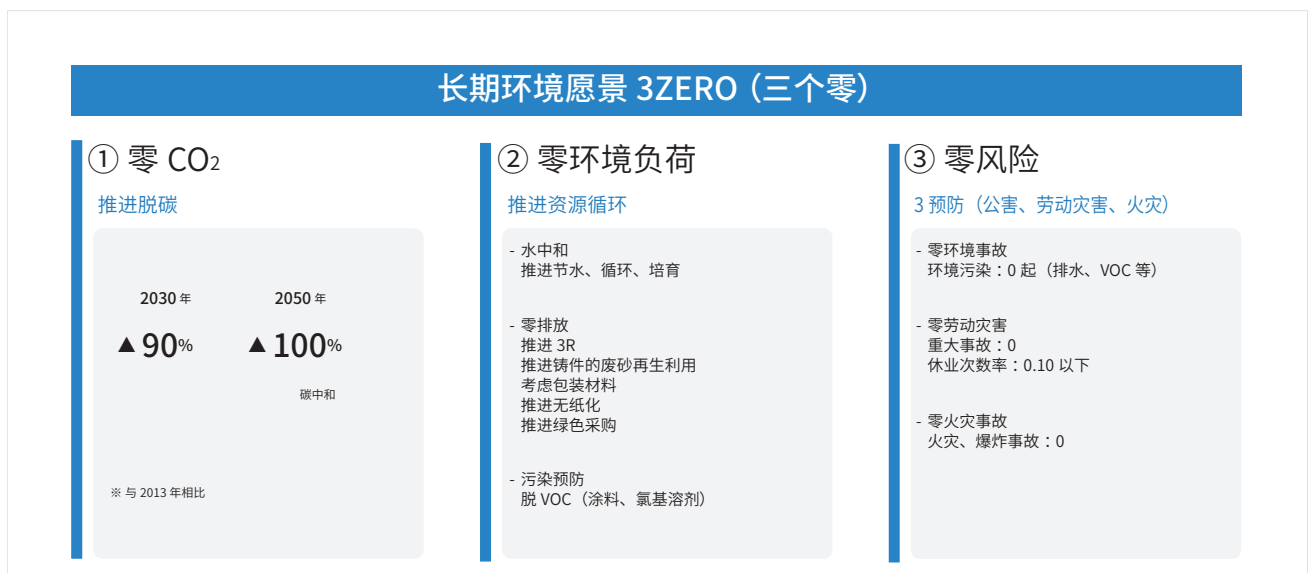 长期环境愿景 3ZERO（三个零）
① 零 CO2
推进脱碳
2030 年
2050 年
▲ 90%
▲ 100%
碳中和
※ 与 2013 年相比
② 零环境负荷
推进资源循环
- 水中和
推进节水、循环、培育
- 零排放
推进 3R
推进铸件的废砂再生利用
考虑包装材料
推进无纸化
推进绿色采购
- 污染预防
脱 VOC（涂料、氯基溶剂）
③ 零风险
3 预防（公害、劳动灾害、火灾）
- 零环境事故
环境污染：0 起（排水、VOC 等）
- 零劳动灾害
重大事故：0
休业次数率：0.10 以下
- 零火灾事故
火灾、爆炸事故：0